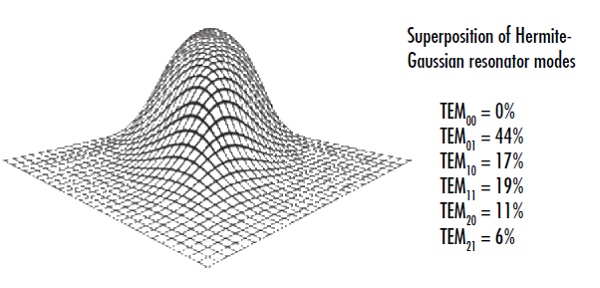 Superposition of Hermite-
Gaussian resonator modes
TEM₀₀ = 0%
TEM₀₁ = 44%
TEM₁₀ = 17%
TEM₁₁ = 19%
TEM₂₀ = 11%
TEM₂₁ = 6%